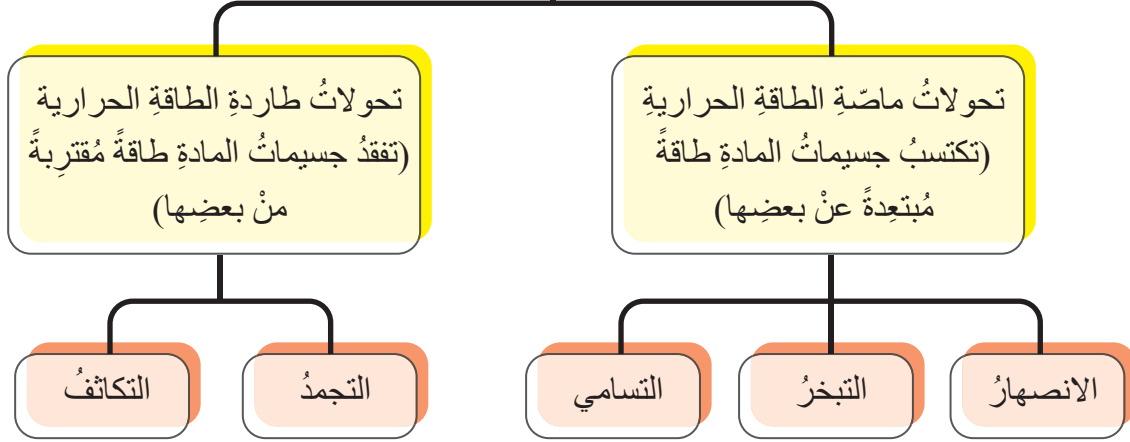 تحولاتُ ماصّةِ الطاقةِ الحراريةِ
(تكتسبُ جسيماتُ المادةِ طاقةً
مُبتعِدةً عنْ بعضِها)
تحولاتُ طاردةِ الطاقةِ الحرارية
(تفقدُ جسيماتُ المادةِ طاقةً مُقترِبةً
منْ بعضِها)
الانصهارُ
التبخرُ
التسامي
التجمدُ
التكاثفُ